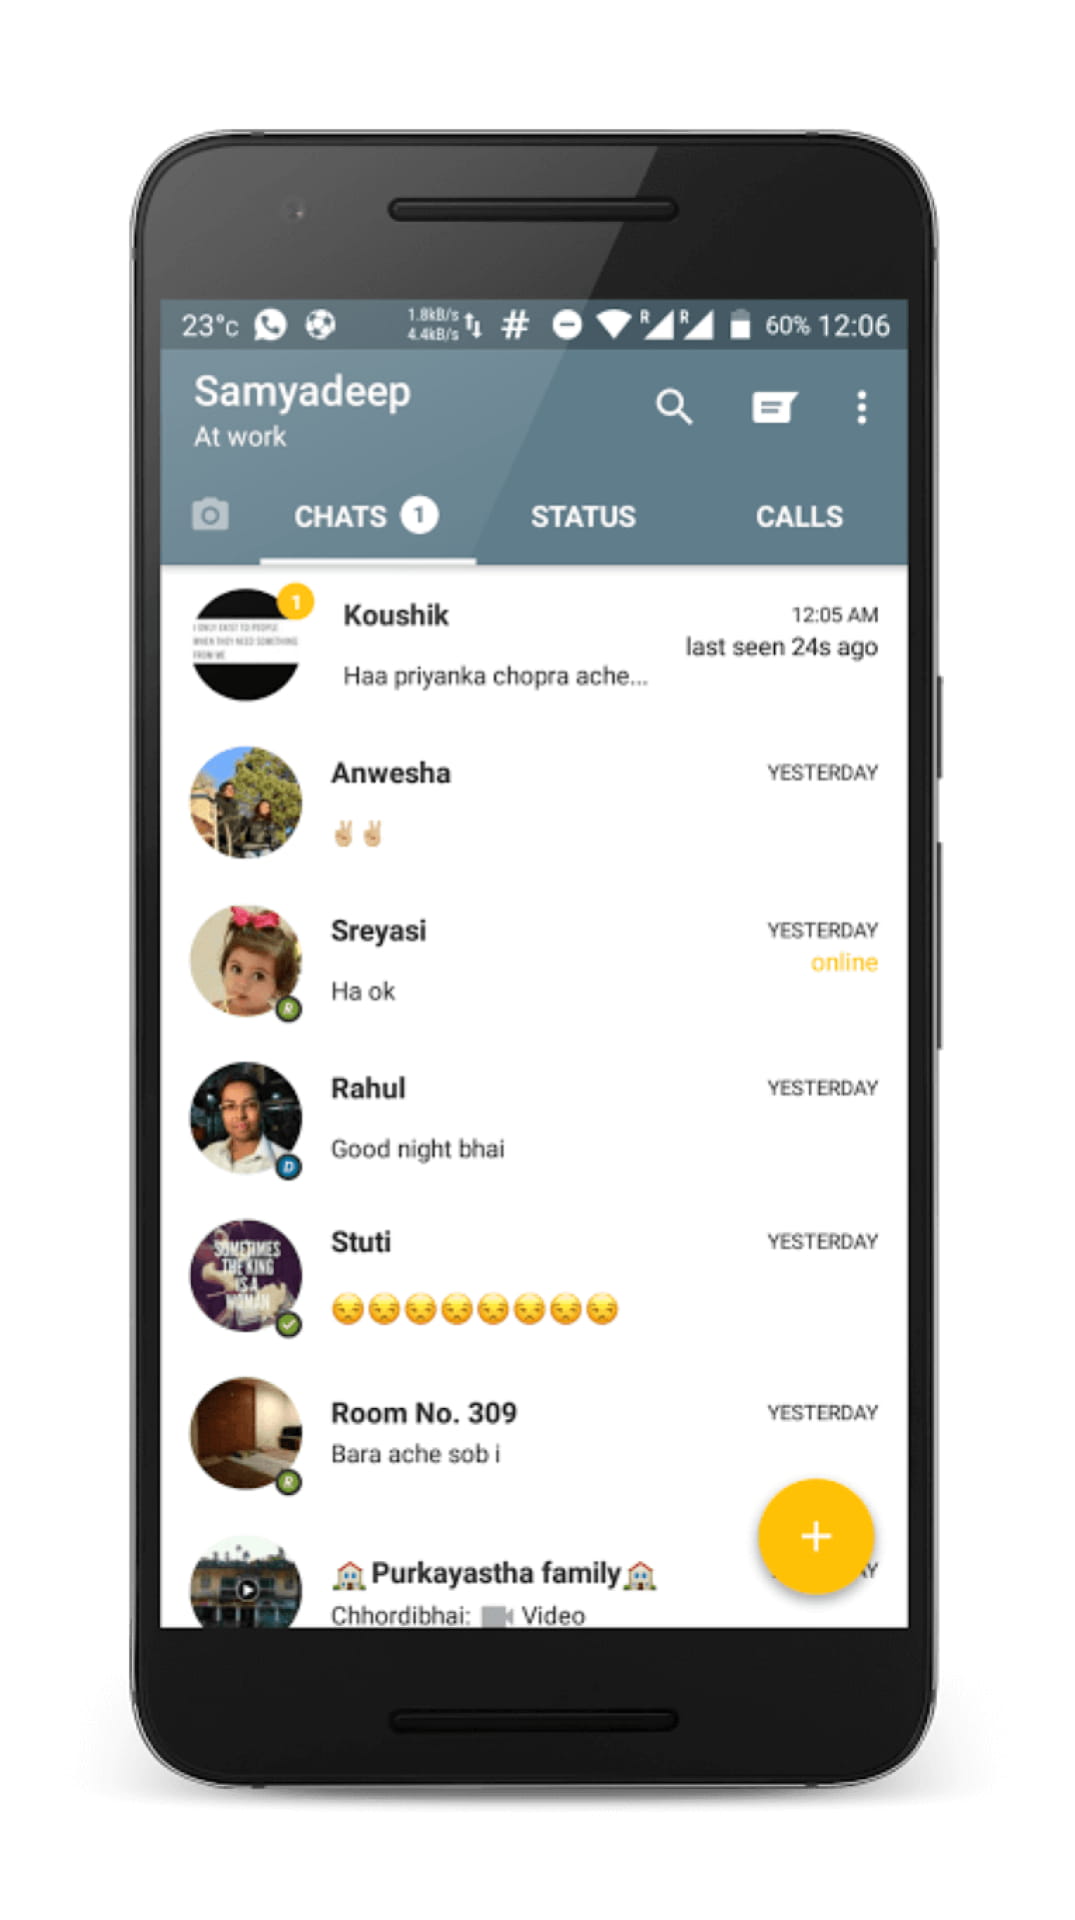 23°C 1.8kB/s 4.4kB/s # R R 60% 12:06
Samyadeep
At work
CHATS 1 STATUS CALLS
1
I ONLY EXIST TO PEOPLE
WHEN THEY NEED SOMETHING
FROM ME
Koushik 12:05 AM
last seen 24s ago
Haa priyanka chopra ache...
Anwesha YESTERDAY
✌🏼✌🏼
Sreyasi YESTERDAY
online
Ha ok
R
Rahul YESTERDAY
Good night bhai
D
Stuti YESTERDAY
SOMETIMES
THE KING
IS A
WOMAN
😒😒😒😒😒😒😒😒
Room No. 309 YESTERDAY
Bara ache sob i
R
🏠Purkayastha family🏠
Chhordibhai: Video